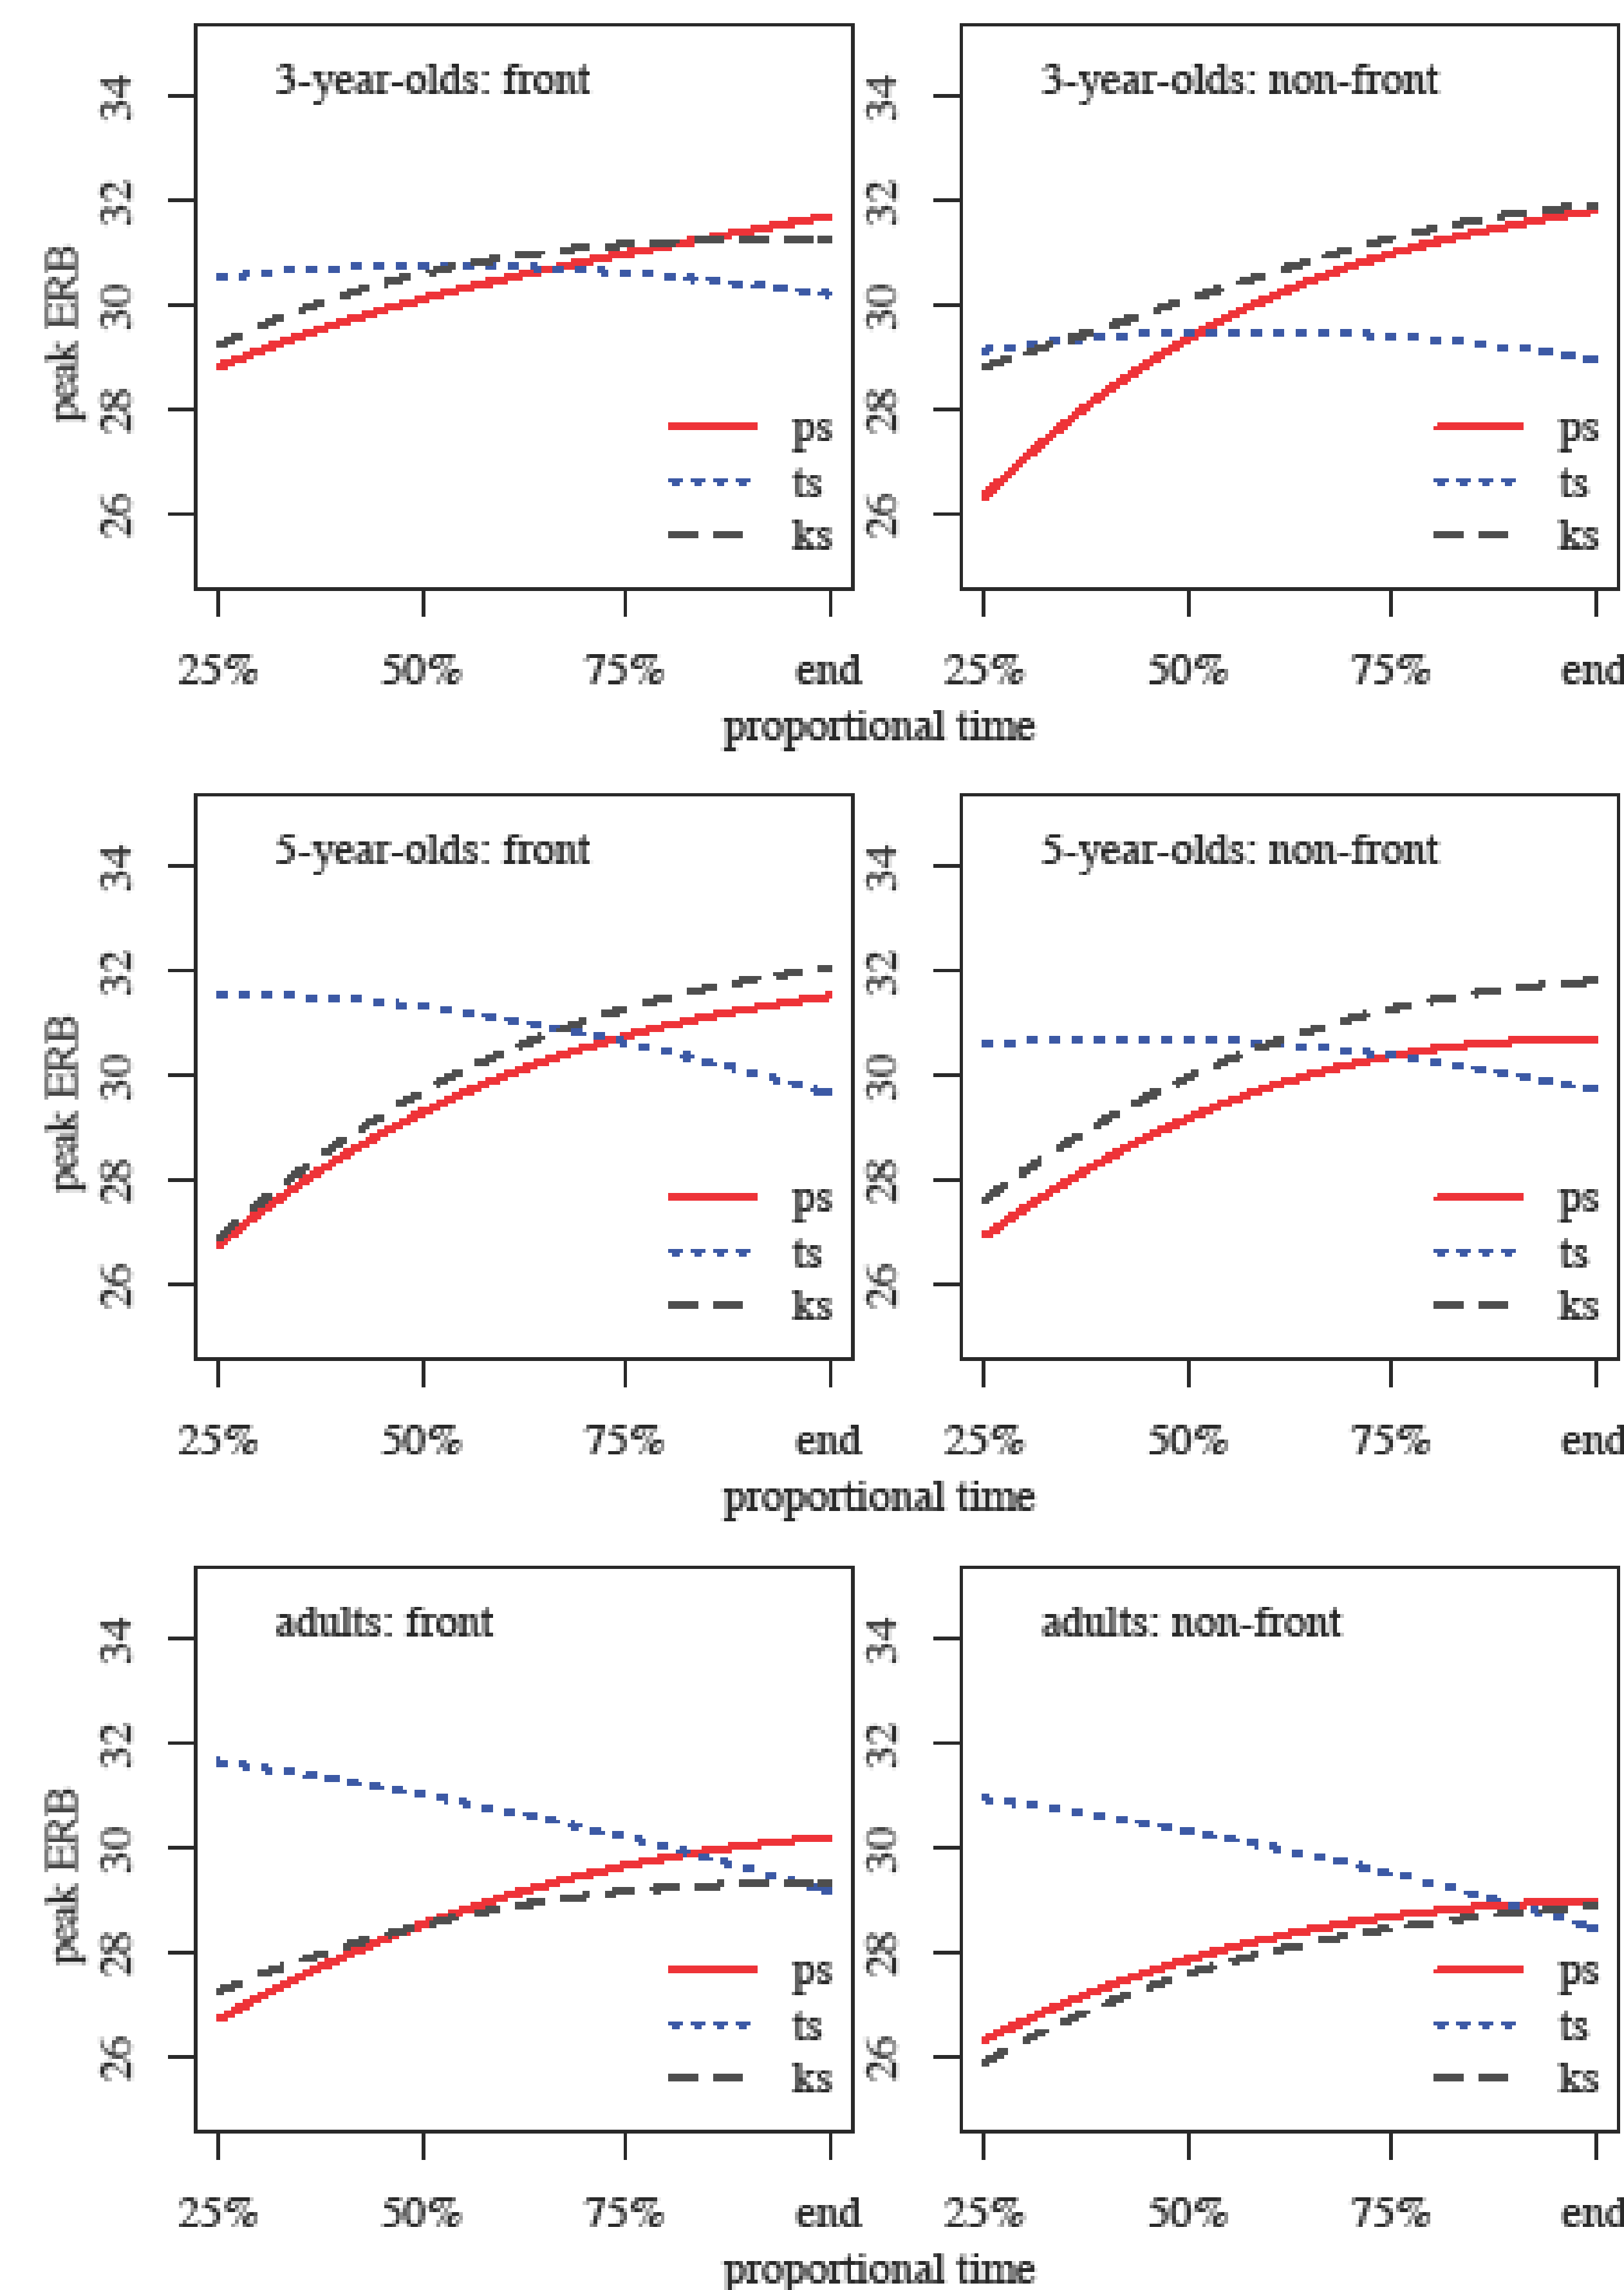 3-year-olds: front
34
32
30
28
26
peak ERB
ps
ts
ks
25% 50% 75% end
3-year-olds: non-front
34
32
30
28
26
ps
ts
ks
25% 50% 75% end
proportional time
5-year-olds: front
34
32
30
28
26
peak ERB
ps
ts
ks
25% 50% 75% end
5-year-olds: non-front
34
32
30
28
26
ps
ts
ks
25% 50% 75% end
proportional time
adults: front
34
32
30
28
26
peak ERB
ps
ts
ks
25% 50% 75% end
adults: non-front
34
32
30
28
26
ps
ts
ks
25% 50% 75% end
proportional time